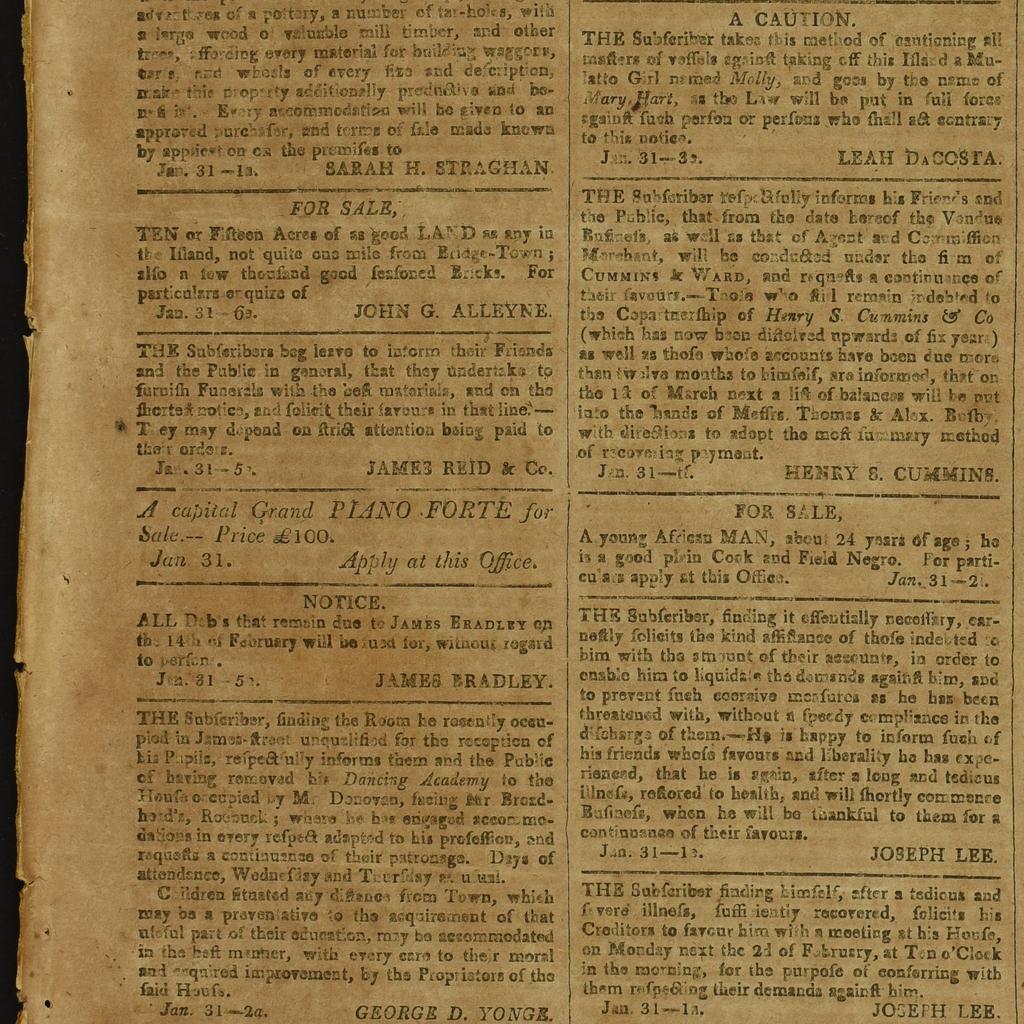 advantages of a pottery, a number of tar-holes, with
a large wood of valuable mill timber, and other
trees, affording every material for building waggons,
cars, and wheels of every size and deſcription,
make this property additionally productive and be-
Every accommodation will be given to an
approved purchaſer, and terms of ſale made known
by application on the premiſes to
Jan. 31—1a. SARAH H. STRAGHAN.
FOR SALE,
TEN or Fifteen Acres of as good LAND as any in
the Iſland, not quite one mile from Bridge-Town;
alſo a few thouſand good ſeaſoned Bricks. For
particulars enquire of
Jan. 31—6a. JOHN G. ALLEYNE.
THE Subſcribers beg leave to inform their Friends
and the Public in general, that they undertake to
furniſh Funerals with the beſt materials, and on the
ſhorteſt notice, and ſolicit their favours in that line.—
They may depend on ſtrict attention being paid to
their orders.
Jan. 31—5a. JAMES REID & Co.
A capital Grand PIANO FORTE for
Sale.-- Price £100.
Jan 31. Apply at this Office.
NOTICE.
ALL Debts that remain due to JAMES BRADLEY on
the 14th of February will be sued for, without regard
to perſons.
Jan. 31—5a. JAMES BRADLEY.
THE Subſcriber, finding the Room he recently occu-
pied in James-ſtreet unqualified for the reception of
his Pupils, reſpectfully informs them and the Public
of having removed his Dancing Academy to the
Houſe occupied by Mr. Donovan, facing Mr Broad-
hord's, Roebuck; where he has engaged accommo-
dations in every reſpect adapted to his profeſſion, and
requeſts a continuance of their patronage. Days of
attendance, Wedneſday and Thurſday as uſual.
Children ſituated any diſtance from Town, which
may be a preventative to the acquirement of that
uſeful part of their education, may be accommodated
in the beſt manner, with every care to their moral
and acquired improvement, by the Proprietors of the
ſaid Houſe.
Jan. 31—2a. GEORGE D. YONGE.
A CAUTION.
THE Subſcriber takes this method of cautioning all
maſters of veſſels againſt taking off this Iſland a Mu-
latto Girl named Molly, and goes by the name of
Mary Hart, as the Law will be put in full force
againſt ſuch perſon or perſons who ſhall act contrary
to this notice.
Jan. 31—3a. LEAH DACOSTA.
THE Subſcriber reſpectfully informs his Friends and
the Public, that from the date hereof the Vendue
Buſineſs, as well as that of Agent and Commiſſion
Merchant, will be conducted under the firm of
CUMMINS & WARD, and requeſts a continuance of
their favours.—Thoſe who ſtill remain indebted to
the Copartnerſhip of Henry S. Cummins & Co
(which has now been diſſolved upwards of ſix years)
as well as thoſe whoſe accounts have been due more
than twelve months to himſelf, are informed, that on
the 1ſt of March next a liſt of balances will be put
into the hands of Meſſrs. Thomas & Alex. Buſby,
with directions to adopt the moſt ſummary method
of recovering payment.
Jan. 31—tf. HENRY S. CUMMINS.
FOR SALE,
A young African MAN, about 24 years of age; he
is a good plain Cook and Field Negro. For parti-
culars apply at this Office. Jan. 31—2a.
THE Subſcriber, finding it eſſentially neceſſary, ear-
neſtly ſolicits the kind aſſiſtance of thoſe indebted to
him with the amount of their accounts, in order to
enable him to liquidate the demands againſt him, and
to prevent ſuch coercive meaſures as he has been
threatened with, without a ſpeedy compliance in the
diſcharge of them.—He is happy to inform ſuch of
his friends whoſe favours and liberality he has expe-
rienced, that he is again, after a long and tedious
illneſs, reſtored to health, and will ſhortly commence
Buſineſs, when he will be thankful to them for a
continuance of their favours.
Jan. 31—1a. JOSEPH LEE.
THE Subſcriber finding himſelf, after a tedious and
ſevere illneſs, ſufficiently recovered, ſolicits his
Creditors to favour him with a meeting at his Houſe,
on Monday next the 2d of February, at Ten o'Clock
in the morning, for the purpoſe of conferring with
them reſpecting their demands againſt him.
Jan. 31—1a. JOSEPH LEE.